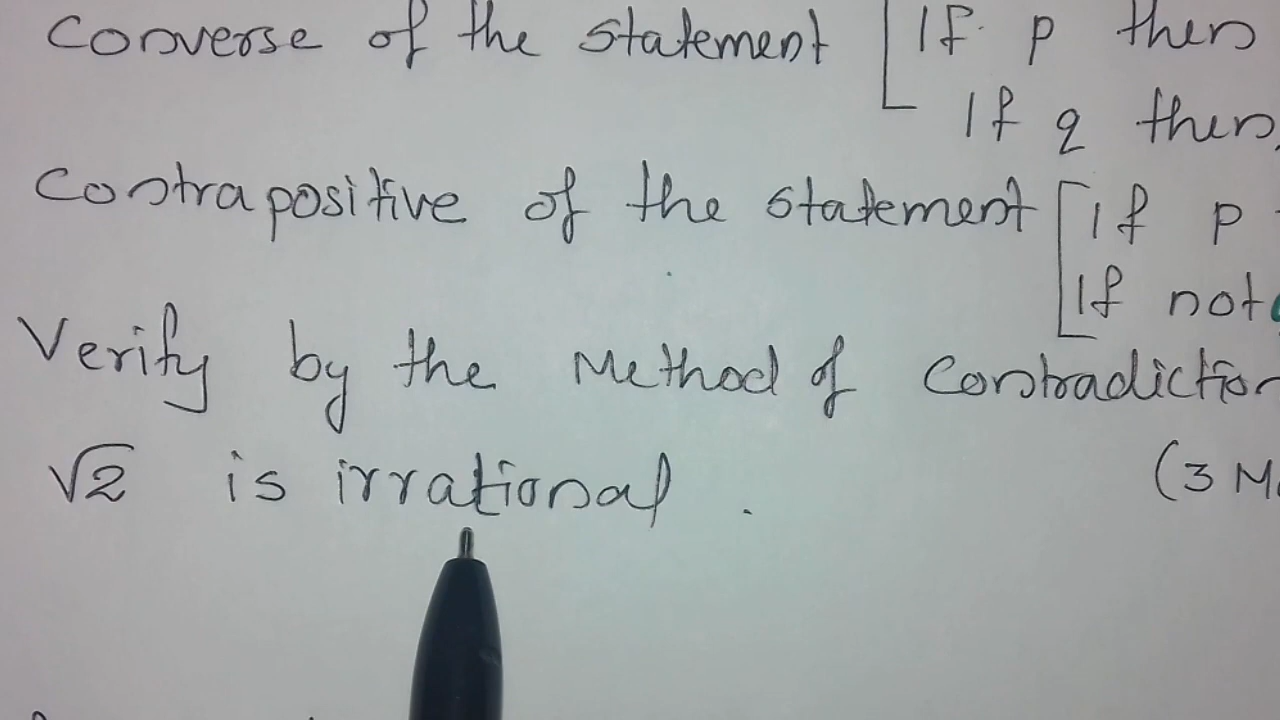 Converse of the statement If p then
If q then
Contrapositive of the statement If p
If not
Verify by the Method of Contradiction
√2 is irrational.
(3 M